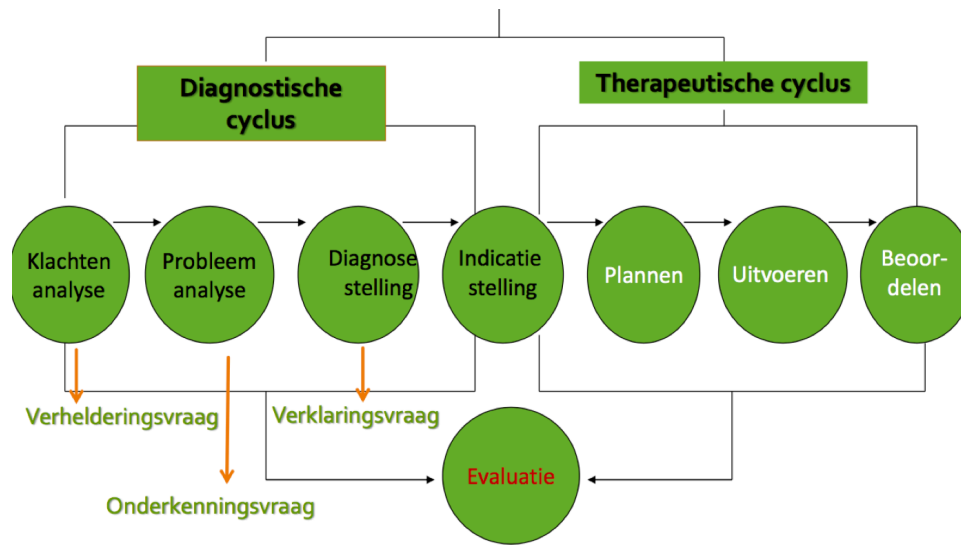 Diagnostische
cyclus
Therapeutische cyclus
Klachten
analyse
Probleem
analyse
Diagnose
stelling
Indicatie
stelling
Plannen
Uitvoeren
Beoor-
delen
Verhelderingsvraag
Verklaringsvraag
Evaluatie
Onderkenningsvraag